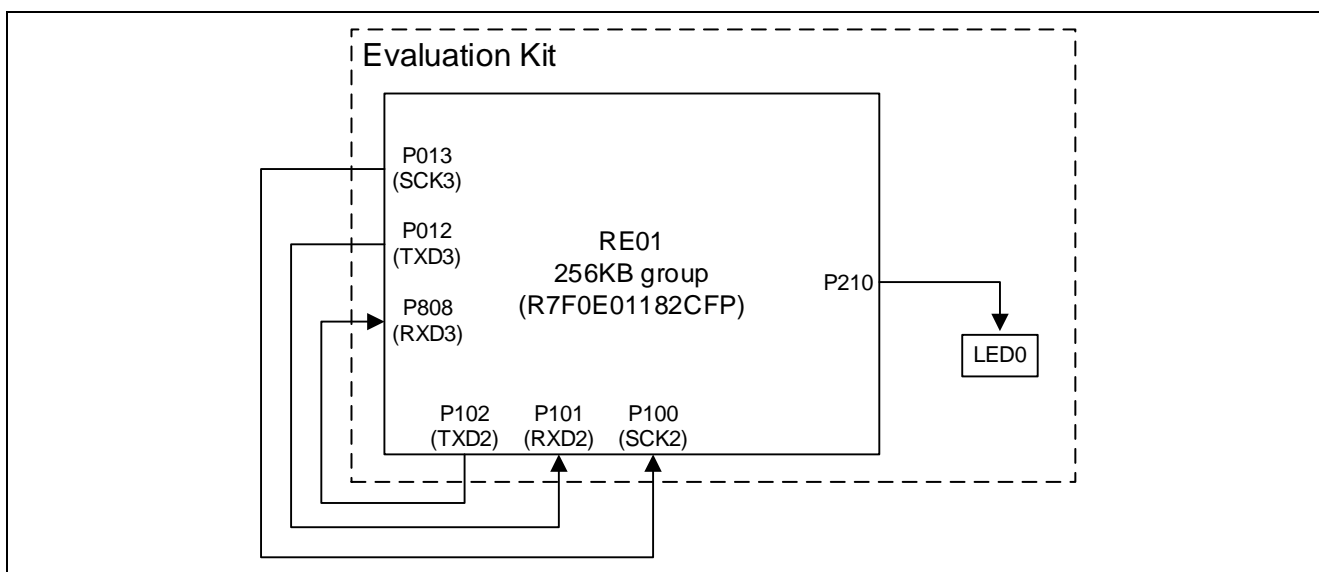 Evaluation Kit
P013
(SCK3)
P012
(TXD3)
P808
(RXD3)
RE01
256KB group
(R7F0E01182CFP)
P210
LED0
P102
(TXD2)
P101
(RXD2)
P100
(SCK2)